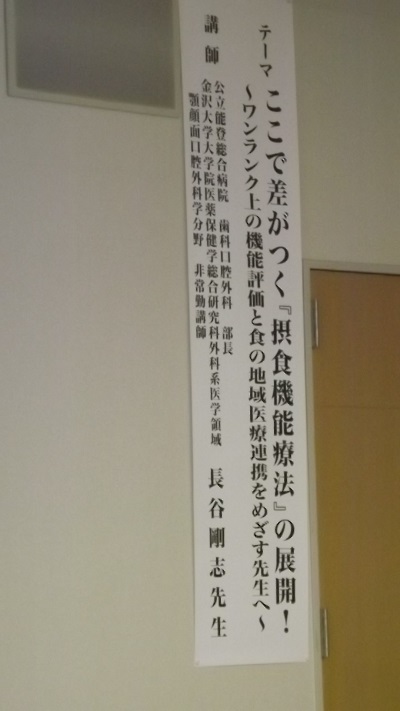 テーマ ここで差がつく『摂食機能療法』の展開！
～ワンランク上の機能評価と食の地域医療連携をめざす先生へ～
講師
公立能登総合病院 歯科口腔外科 部長
金沢大学大学院医薬保健学総合研究科外科系医学領域
顎顔面口腔外科学分野 非常勤講師
長谷剛志先生